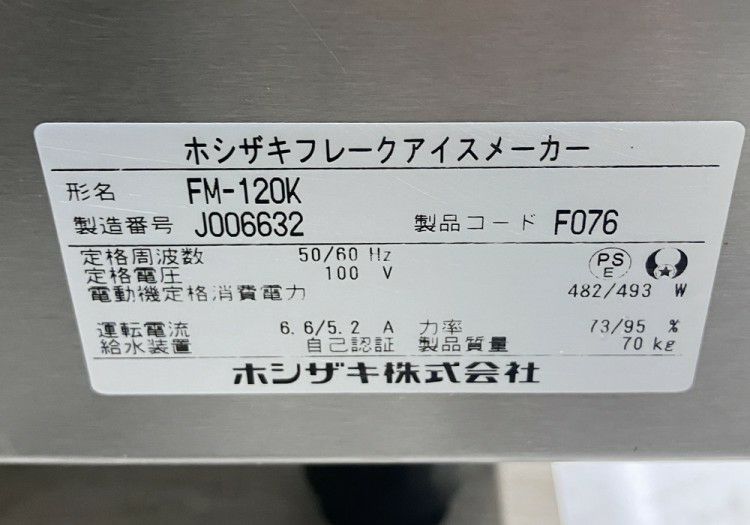 ホシザキフレークアイスメーカー
形名 FM-120K
製造番号 J006632 製品コード F076
定格周波数 50/60 Hz
定格電圧 100 V
電動機定格消費電力 482/493 W
PS
E
運転電流 6.6/5.2 A 力率 73/95 %
給水装置 自己認証 製品質量 70 kg
ホシザキ株式会社